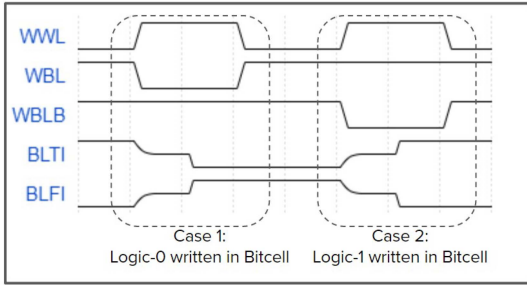 WWL
WBL
WBLB
BLTI
BLFI
Case 1:
Logic-0 written in Bitcell
Case 2:
Logic-1 written in Bitcell